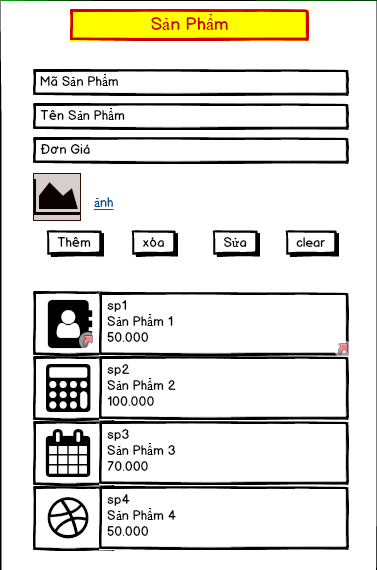 Sản Phẩm
Mã Sản Phẩm
Tên Sản Phẩm
Đơn Giá
ảnh
Thêm xóa Sửa clear
sp1
Sản Phẩm 1
50.000
sp2
Sản Phẩm 2
100.000
sp3
Sản Phẩm 3
70.000
sp4
Sản Phẩm 4
50.000